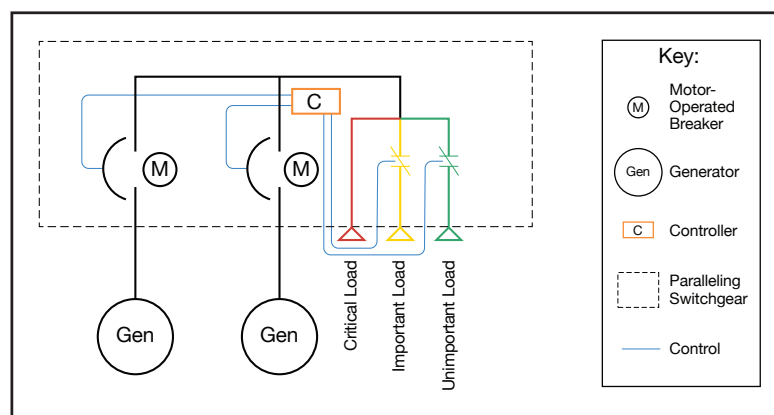 C
M
M
Gen
Gen
Critical Load
Important Load
Unimportant Load
Key:
M
Motor-
Operated
Breaker
Gen
Generator
C
Controller
Paralleling
Switchgear
Control